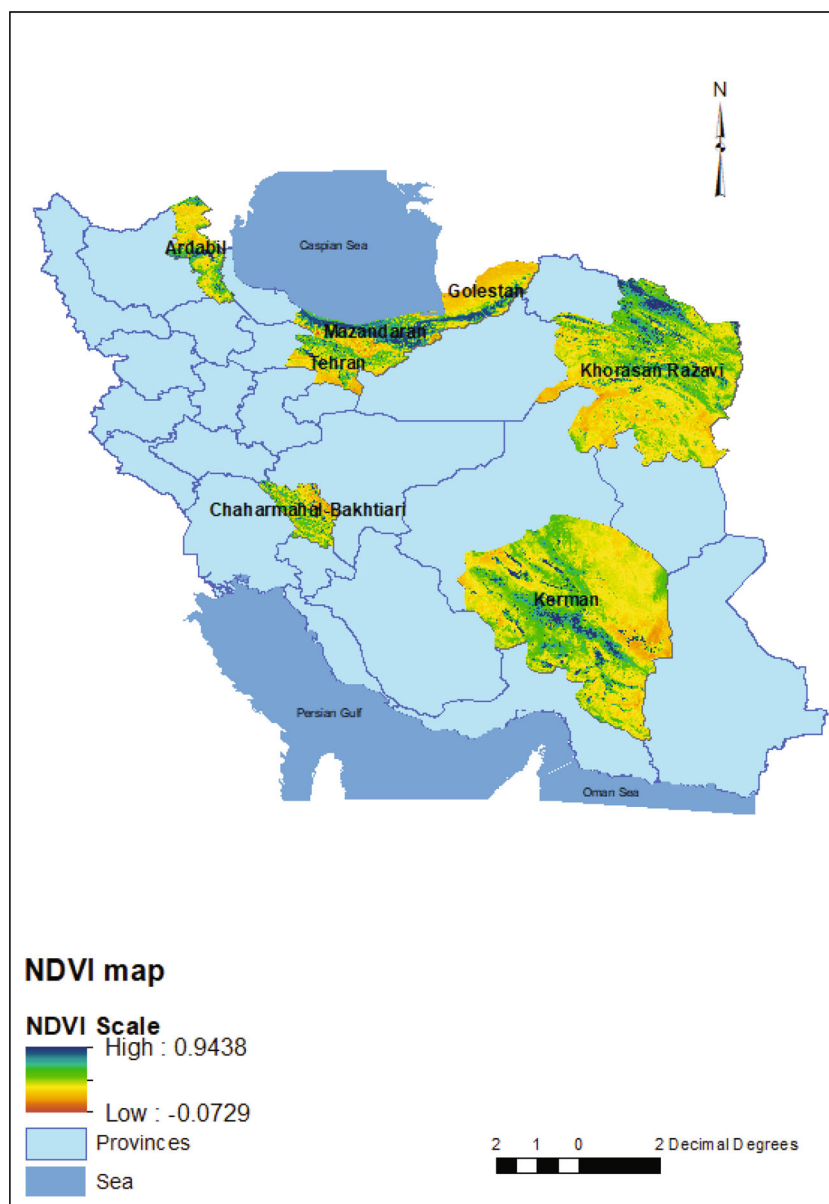 N
Caspian Sea
Ardabil
Golestan
Mazandaran
Tehran
Khorasan Razavi
Chaharmahal-Bakhtiari
Kerman
Persian Gulf
Oman Sea
NDVI map
NDVI Scale
High : 0.9438
Low : -0.0729
Provinces
Sea
2 1 0 2 Decimal Degrees